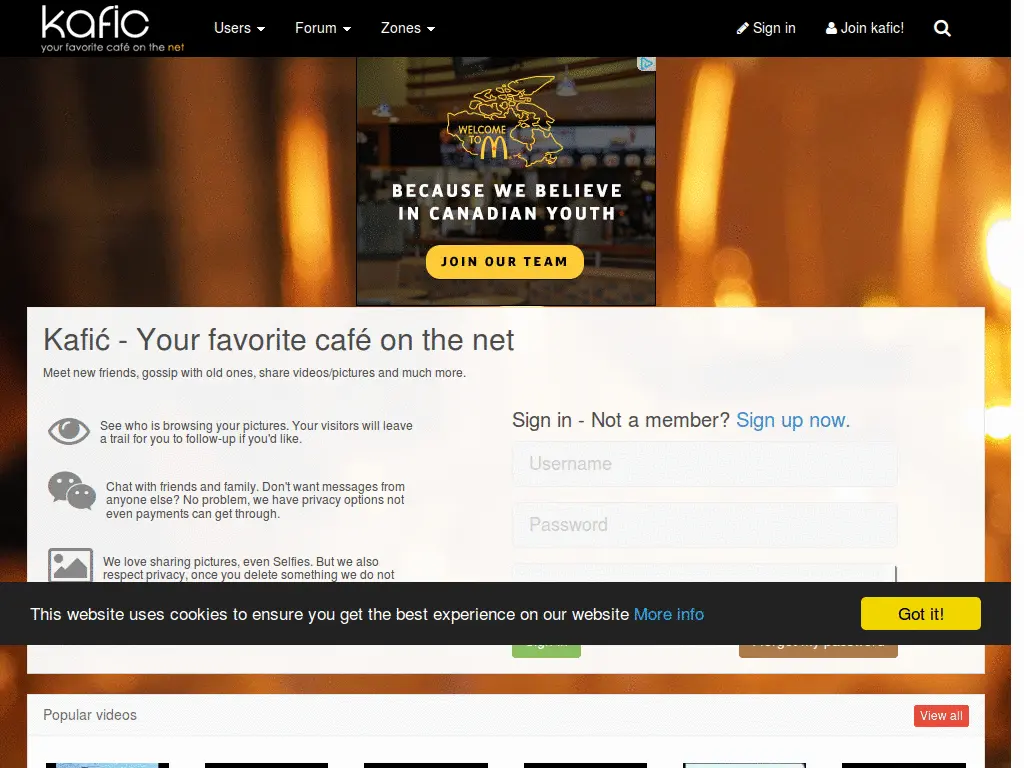 kafic
your favorite café on the net
Users
Forum
Zones
Sign in
Join kafic!
WELCOME
TO M
BECAUSE WE BELIEVE
IN CANADIAN YOUTH
JOIN OUR TEAM
Kafić - Your favorite café on the net
Meet new friends, gossip with old ones, share videos/pictures and much more.
See who is browsing your pictures. Your visitors will leave
a trail for you to follow-up if you'd like.
Chat with friends and family. Don't want messages from
anyone else? No problem, we have privacy options not
even payments can get through.
We love sharing pictures, even Selfies. But we also
respect privacy, once you delete something we do not
Sign in - Not a member? Sign up now.
Username
Password
This website uses cookies to ensure you get the best experience on our website More info
Got it!
Popular videos
View all